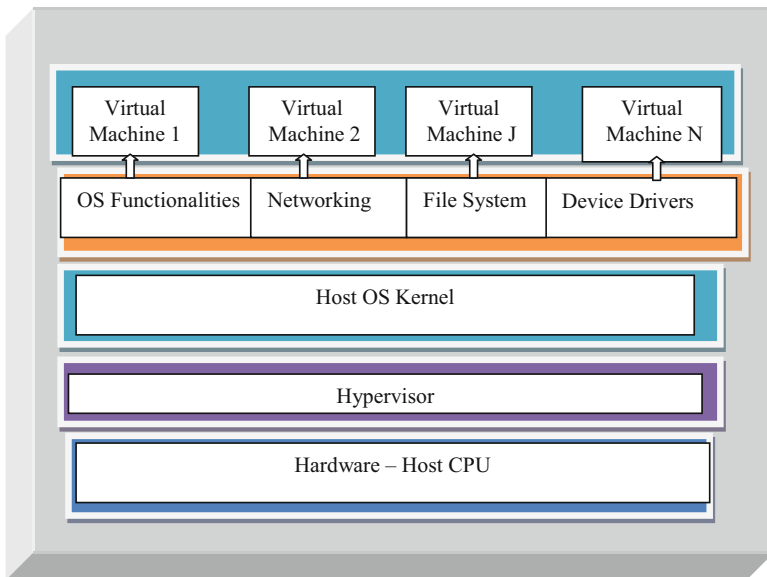 Virtual
Machine 1
Virtual
Machine 2
Virtual
Machine J
Virtual
Machine N
OS Functionalities
Networking
File System
Device Drivers
Host OS Kernel
Hypervisor
Hardware – Host CPU